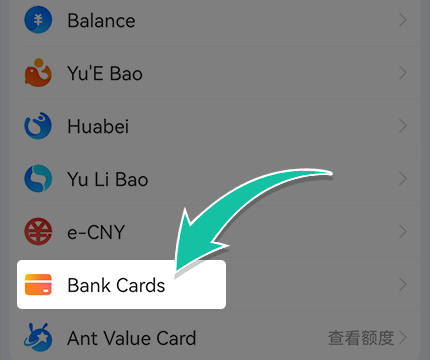 Balance
Yu'E Bao
Huabei
Yu Li Bao
e-CNY
Bank Cards
Ant Value Card 查看额度